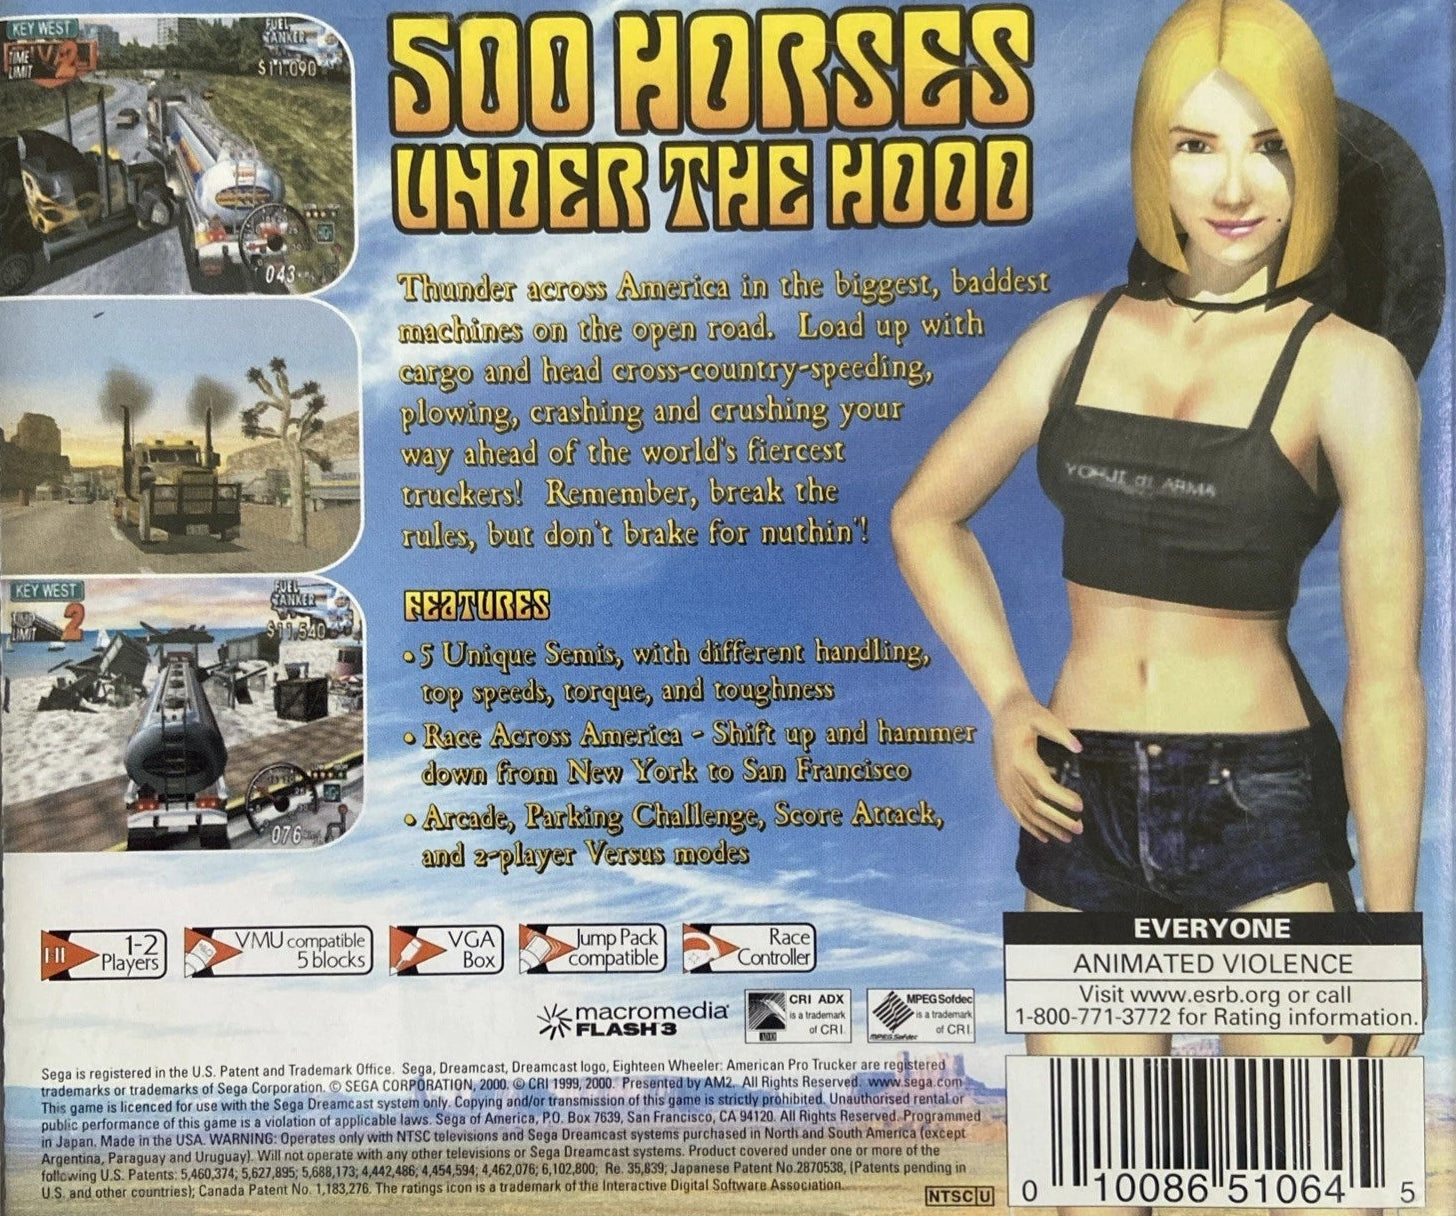 KEY WEST
TIME LIMIT
1/2
FUEL TANKER
$11,090
043
KEY WEST
LIMIT
2
FUEL TANKER
$11,540
076
500 HORSES
UNDER THE HOOD
Thunder across America in the biggest, baddest
machines on the open road. Load up with
cargo and head cross-country-speeding,
plowing, crashing and crushing your
way ahead of the world's fiercest
truckers! Remember, break the
rules, but don't brake for nuthin'!
FEATURES
•5 Unique Semis, with different handling,
top speeds, torque, and toughness
• Race Across America - Shift up and hammer
down from New York to San Francisco
• Arcade, Parking Challenge, Score Attack,
and 2-player Versus modes
YOHJI di ARMA
1-2
Players
VMU compatible
5 blocks
VGA
Box
Jump Pack
compatible
Race
Controller
macromedia
FLASH 3
CRI ADX
is a trademark
of CRI.
ADX
MPEG Sofdec
is a trademark
of CRI.
MPEG Sofdec
EVERYONE
ANIMATED VIOLENCE
Visit www.esrb.org or call
1-800-771-3772 for Rating information.
Sega is registered in the U.S. Patent and Trademark Office. Sega, Dreamcast, Dreamcast logo, Eighteen Wheeler: American Pro Trucker are registered
trademarks or trademarks of Sega Corporation. © SEGA CORPORATION, 2000. © CRI 1999, 2000. Presented by AM2. All Rights Reserved. www.sega.com
This game is licenced for use with the Sega Dreamcast system only. Copying and/or transmission of this game is strictly prohibited. Unauthorised rental or
public performance of this game is a violation of applicable laws. Sega of America, P.O. Box 7639, San Francisco, CA 94120. All Rights Reserved. Programmed
in Japan. Made in the USA. WARNING: Operates only with NTSC televisions and Sega Dreamcast systems purchased in North and South America (except
Argentina, Paraguay and Uruguay). Will not operate with any other televisions or Sega Dreamcast systems. Product covered under one or more of the
following U.S. Patents: 5,460,374; 5,627,895; 5,688,173; 4,442,486; 4,454,594; 4,462,076; 6,102,800; Re. 35,839; Japanese Patent No.2870538, (Patents pending in
U.S. and other countries); Canada Patent No. 1,183,276. The ratings icon is a trademark of the Interactive Digital Software Association.
NTSC U
0 10086 51064 5